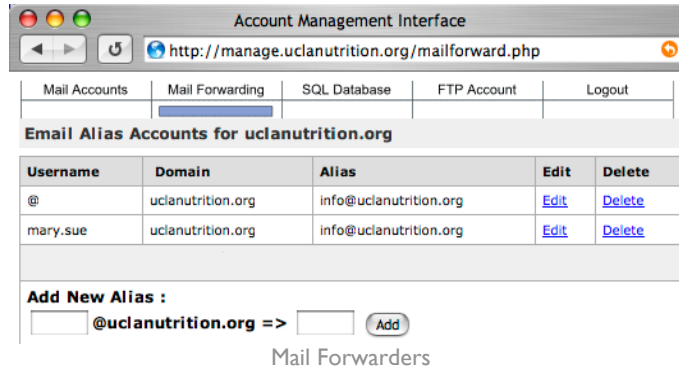 Account Management Interface
http://manage.uclanutrition.org/mailforward.php
Mail Accounts Mail Forwarding SQL Database FTP Account Logout
Email Alias Accounts for uclanutrition.org
Username Domain Alias Edit Delete
@ uclanutrition.org info@uclanutrition.org Edit Delete
mary.sue uclanutrition.org info@uclanutrition.org Edit Delete
Add New Alias :
@uclanutrition.org => Add
Mail Forwarders